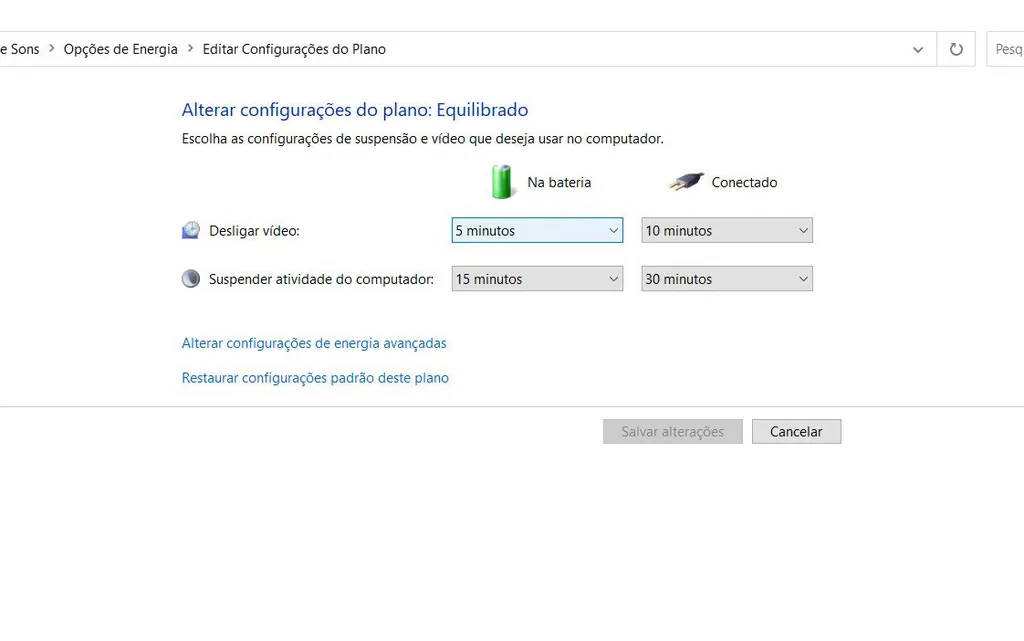 e Sons > Opções de Energia > Editar Configurações do Plano
Pesq
Alterar configurações do plano: Equilibrado
Escolha as configurações de suspensão e vídeo que deseja usar no computador.
Na bateria Conectado
Desligar vídeo: 5 minutos 10 minutos
Suspender atividade do computador: 15 minutos 30 minutos
Alterar configurações de energia avançadas
Restaurar configurações padrão deste plano
Salvar alterações Cancelar